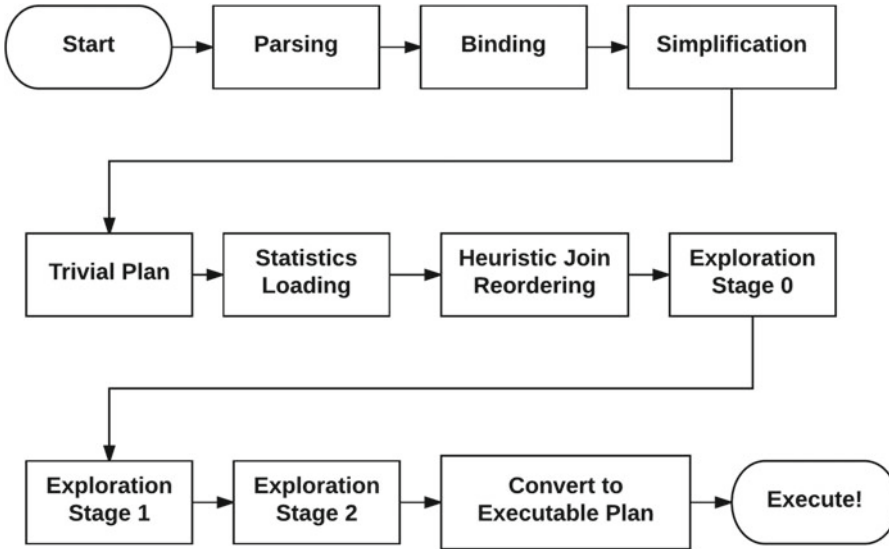 Start
Parsing
Binding
Simplification
Trivial Plan
Statistics
Loading
Heuristic Join
Reordering
Exploration
Stage 0
Exploration
Stage 1
Exploration
Stage 2
Convert to
Executable Plan
Execute!